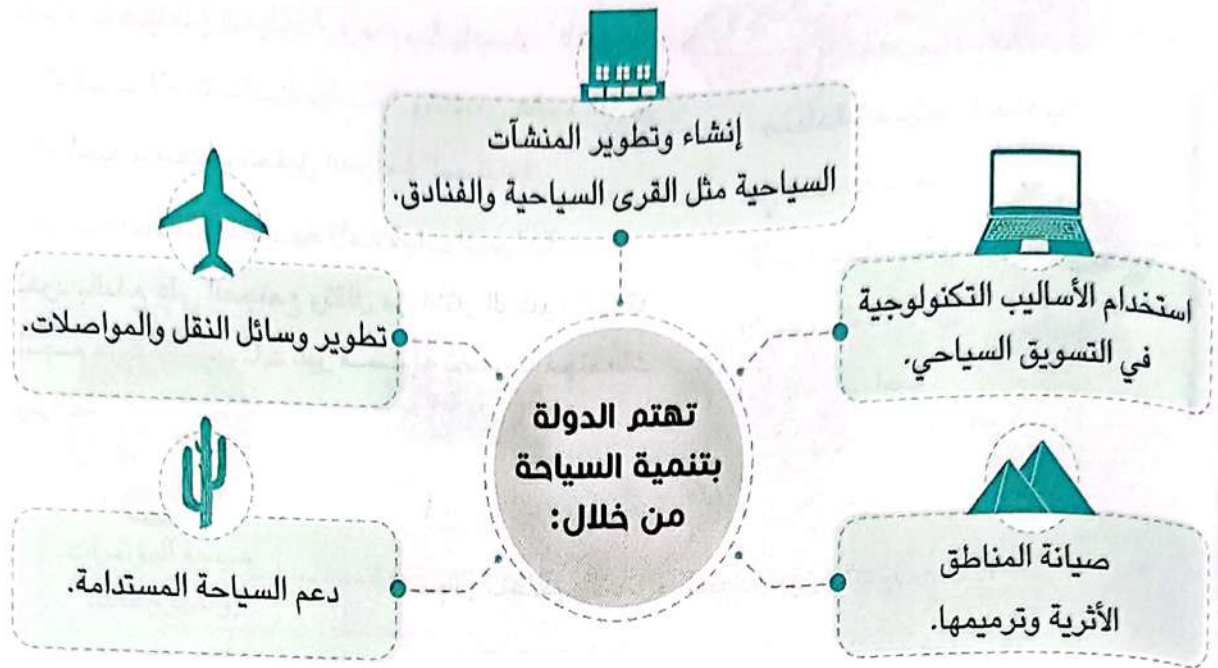 إنشاء وتطوير المنشآت
السياحية مثل القرى السياحية والفنادق.
استخدام الأساليب التكنولوجية
في التسويق السياحي.
تطوير وسائل النقل والمواصلات.
تهتم الدولة
بتنمية السياحة
من خلال:
صيانة المناطق
الأثرية وترميمها.
دعم السياحة المستدامة.